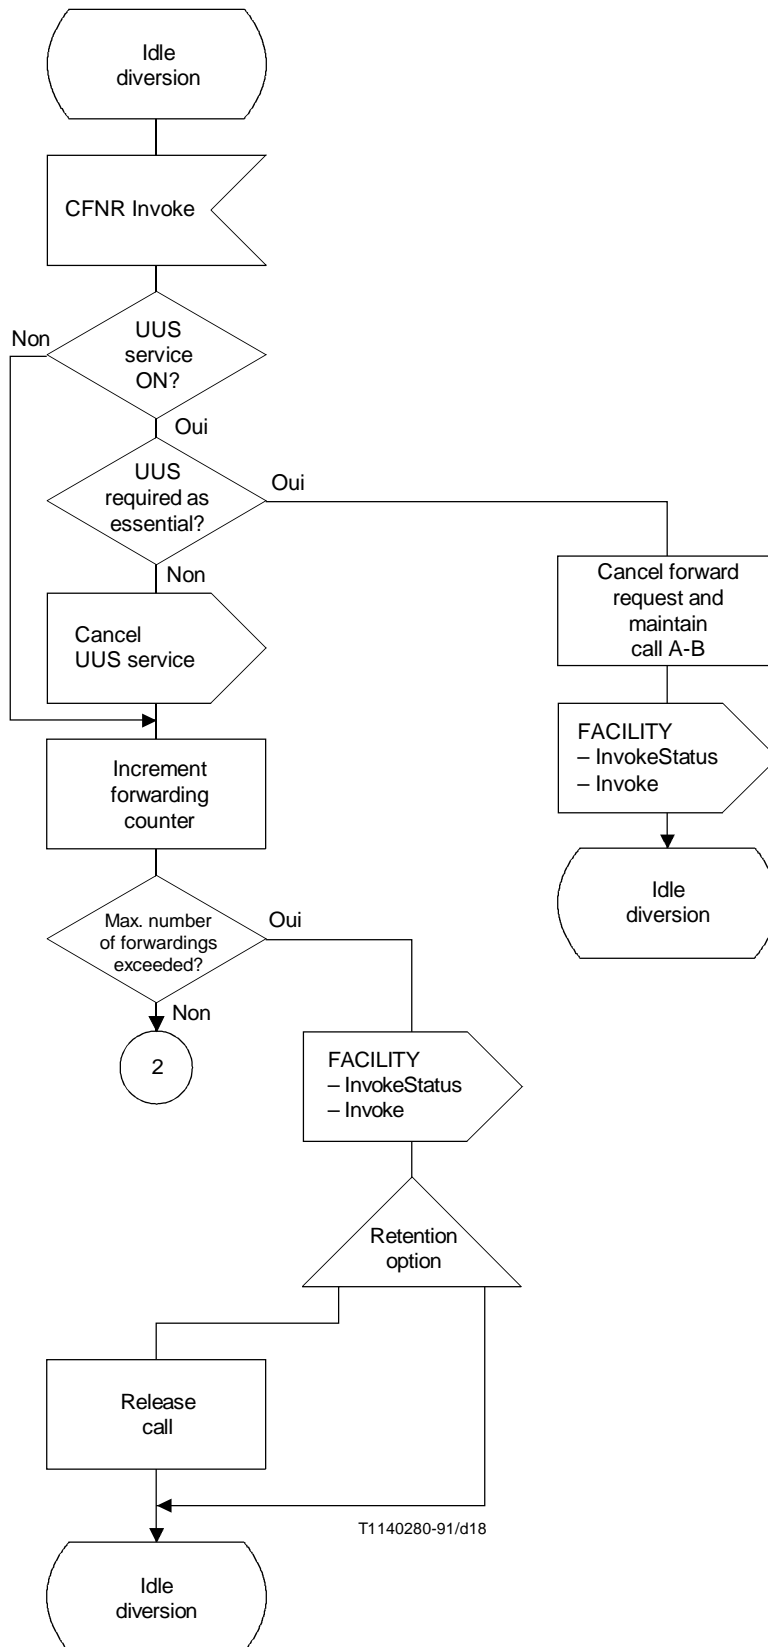 Idle
diversion
CFNR Invoke
UUS
service
ON?
Non
Oui
UUS
required as
essential?
Oui
Non
Cancel forward
request and
maintain
call A-B
Cancel
UUS service
FACILITY
– InvokeStatus
– Invoke
Increment
forwarding
counter
Idle
diversion
Max. number
of forwardings
exceeded?
Oui
Non
2
FACILITY
– InvokeStatus
– Invoke
Retention
option
Release
call
T1140280-91/d18
Idle
diversion